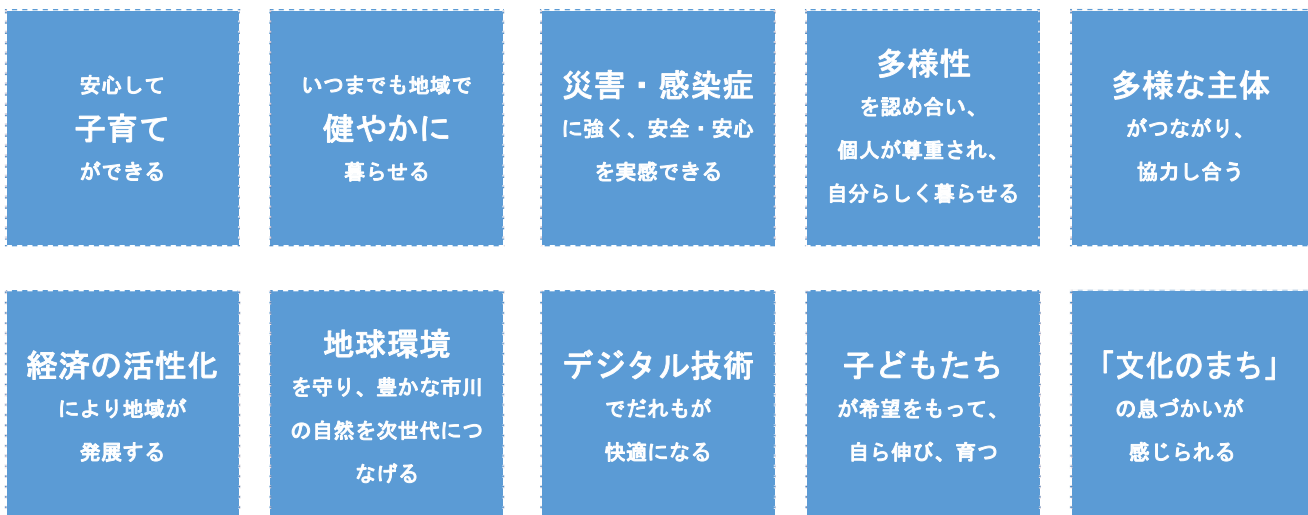 安心して
子育て
ができる
いつまでも地域で
健やかに
暮らせる
災害・感染症
に強く、安全・安心
を実感できる
多様性
を認め合い、
個人が尊重され、
自分らしく暮らせる
多様な主体
がつながり、
協力し合う
経済の活性化
により地域が
発展する
地球環境
を守り、豊かな市川
の自然を次世代につ
なげる
デジタル技術
でだれもが
快適になる
子どもたち
が希望をもって、
自ら伸び、育つ
「文化のまち」
の息づかいが
感じられる